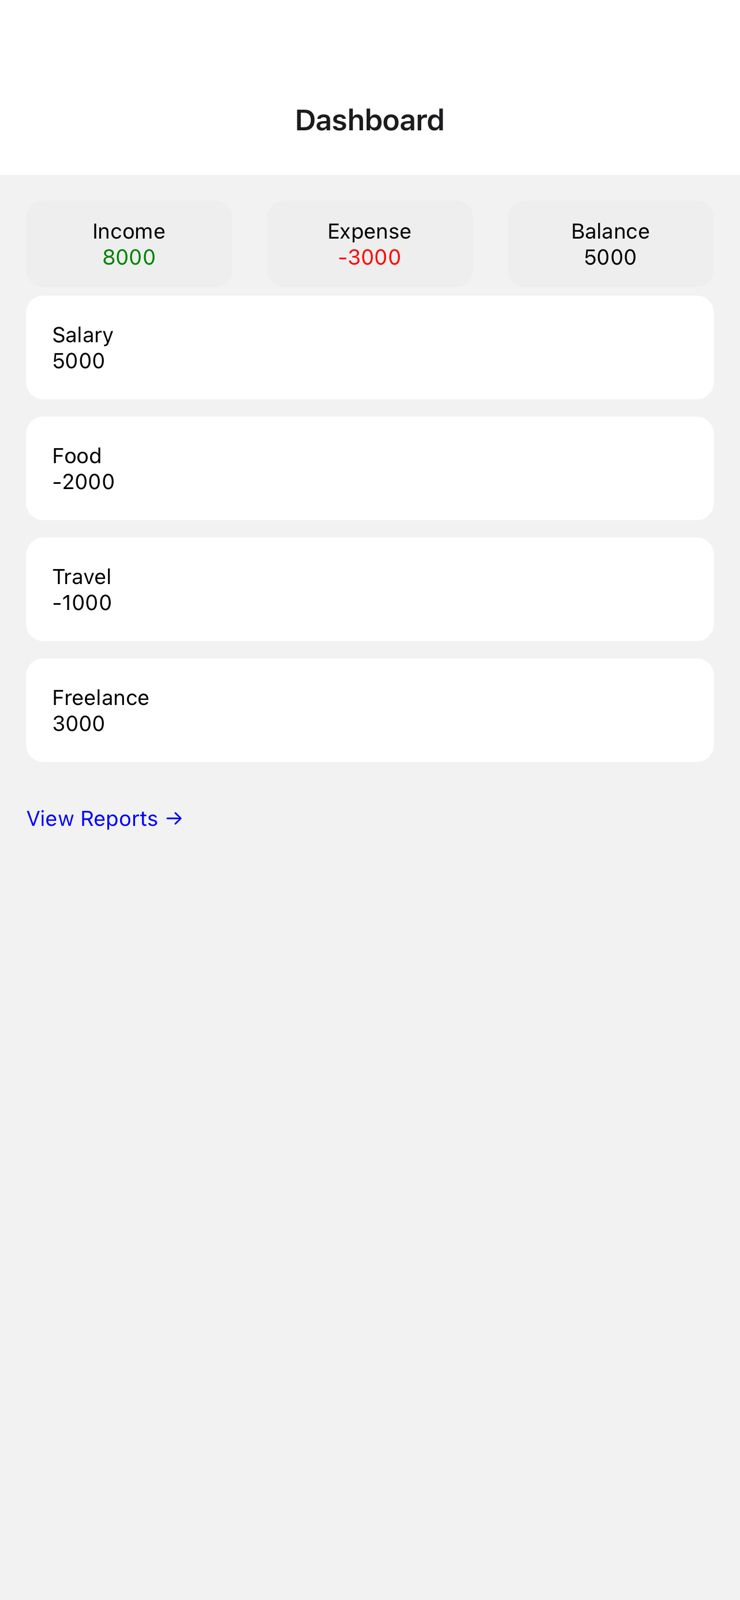 Dashboard
Income
8000
Expense
-3000
Balance
5000
Salary
5000
Food
-2000
Travel
-1000
Freelance
3000
View Reports →